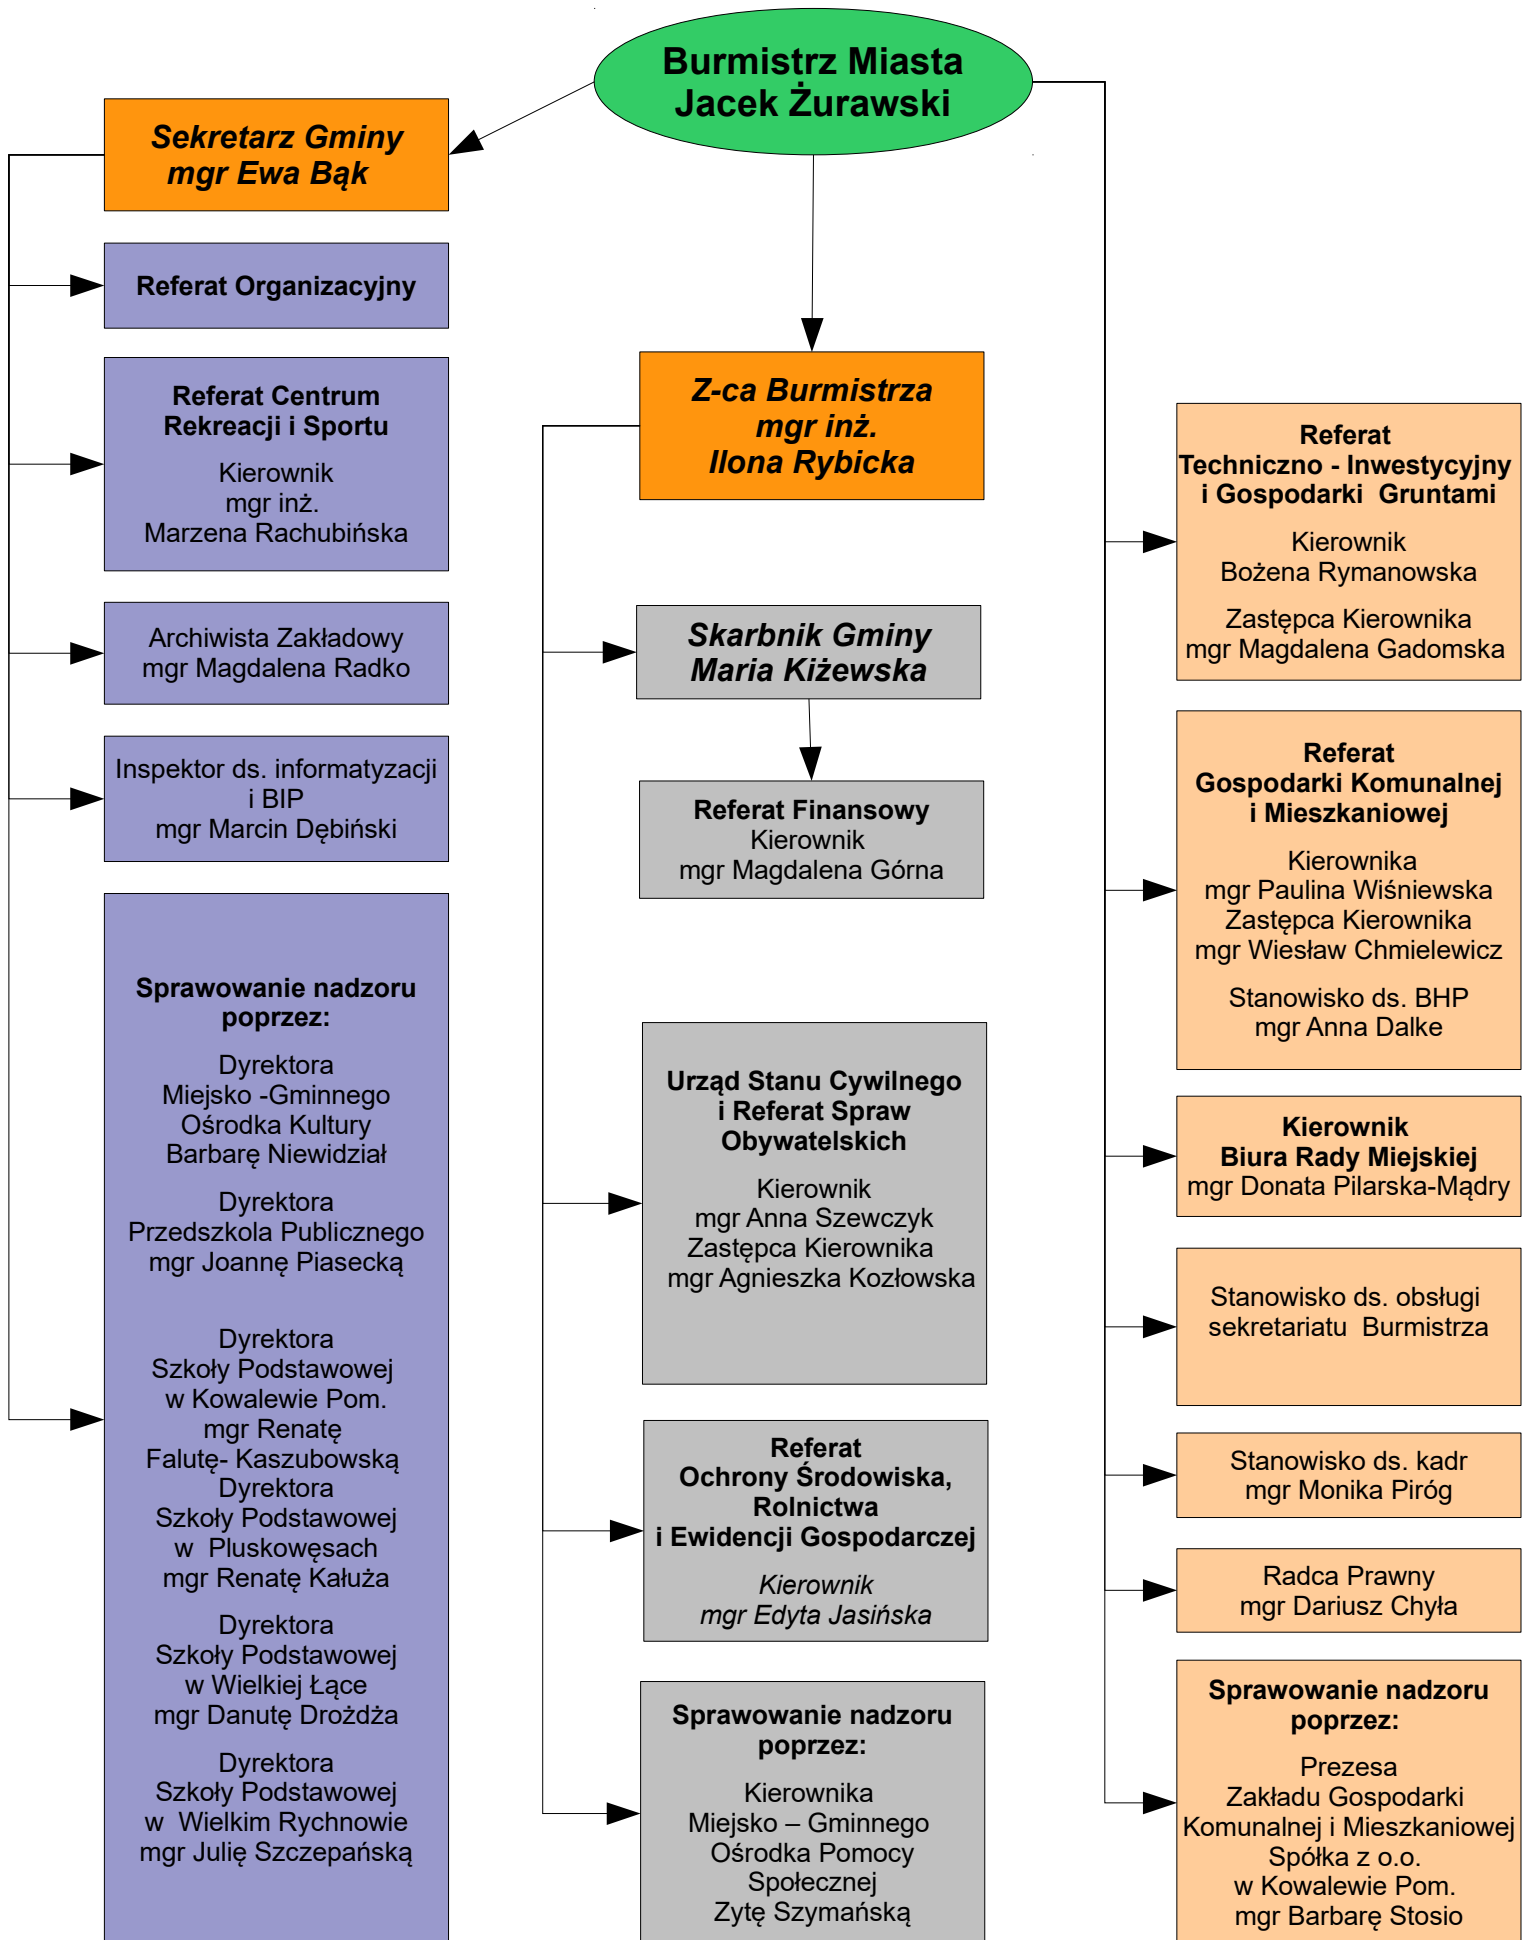 Burmistrz Miasta
Jacek Żurawski
Sekretarz Gminy
mgr Ewa Bąk
Referat Organizacyjny
Referat Centrum
Rekreacji i Sportu
Kierownik
mgr inż.
Marzena Rachubińska
Archiwista Zakładowy
mgr Magdalena Radko
Inspektor ds. informatyzacji
i BIP
mgr Marcin Dębiński
Sprawowanie nadzoru
poprzez:
Dyrektora
Miejsko -Gminnego
Ośrodka Kultury
Barbarę Niewidział
Dyrektora
Przedszkola Publicznego
mgr Joannę Piasecką
Dyrektora
Szkoły Podstawowej
w Kowalewie Pom.
mgr Renatę
Falutę- Kaszubowską
Dyrektora
Szkoły Podstawowej
w Pluskowęsach
mgr Renatę Kałuża
Dyrektora
Szkoły Podstawowej
w Wielkiej Łące
mgr Danutę Drożdża
Dyrektora
Szkoły Podstawowej
w Wielkim Rychnowie
mgr Julię Szczepańską
Z-ca Burmistrza
mgr inż.
Ilona Rybicka
Skarbnik Gminy
Maria Kiżewska
Referat Finansowy
Kierownik
mgr Magdalena Górna
Urząd Stanu Cywilnego
i Referat Spraw
Obywatelskich
Kierownik
mgr Anna Szewczyk
Zastępca Kierownika
mgr Agnieszka Kozłowska
Referat
Ochrony Środowiska,
Rolnictwa
i Ewidencji Gospodarczej
Kierownik
mgr Edyta Jasińska
Sprawowanie nadzoru
poprzez:
Kierownika
Miejsko – Gminnego
Ośrodka Pomocy
Społecznej
Zytę Szymańską
Referat
Techniczno - Inwestycyjny
i Gospodarki Gruntami
Kierownik
Bożena Rymanowska
Zastępca Kierownika
mgr Magdalena Gadomska
Referat
Gospodarki Komunalnej
i Mieszkaniowej
Kierownika
mgr Paulina Wiśniewska
Zastępca Kierownika
mgr Wiesław Chmielewicz
Stanowisko ds. BHP
mgr Anna Dalke
Kierownik
Biura Rady Miejskiej
mgr Donata Pilarska-Mądry
Stanowisko ds. obsługi
sekretariatu Burmistrza
Stanowisko ds. kadr
mgr Monika Piróg
Radca Prawny
mgr Dariusz Chyła
Sprawowanie nadzoru
poprzez:
Prezesa
Zakładu Gospodarki
Komunalnej i Mieszkaniowej
Spółka z o.o.
w Kowalewie Pom.
mgr Barbarę Stosio